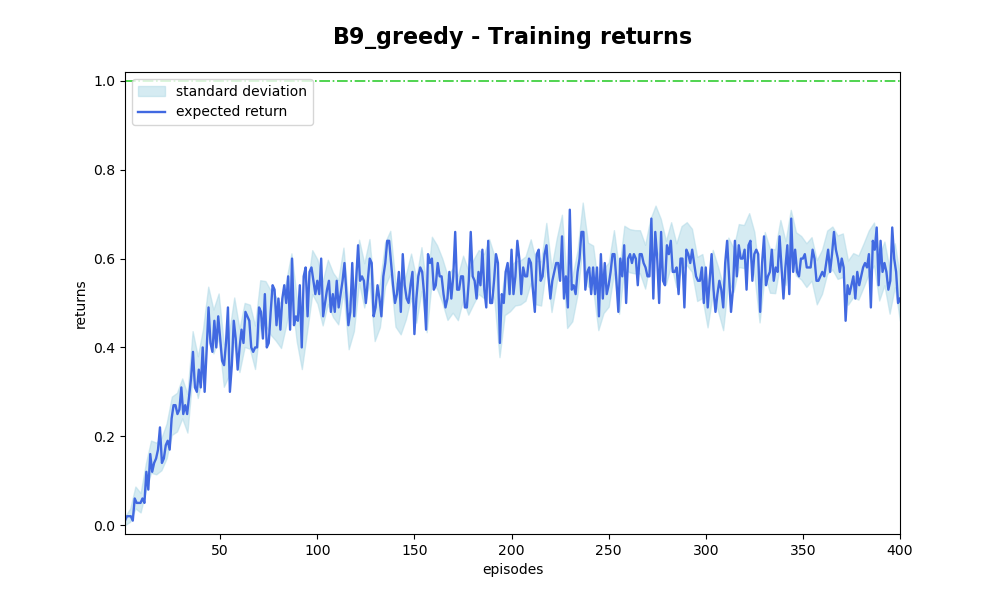 B9_greedy - Training returns
standard deviation
expected return
1.0
0.8
0.6
0.4
0.2
0.0
returns
50
100
150
200
250
300
350
400
episodes